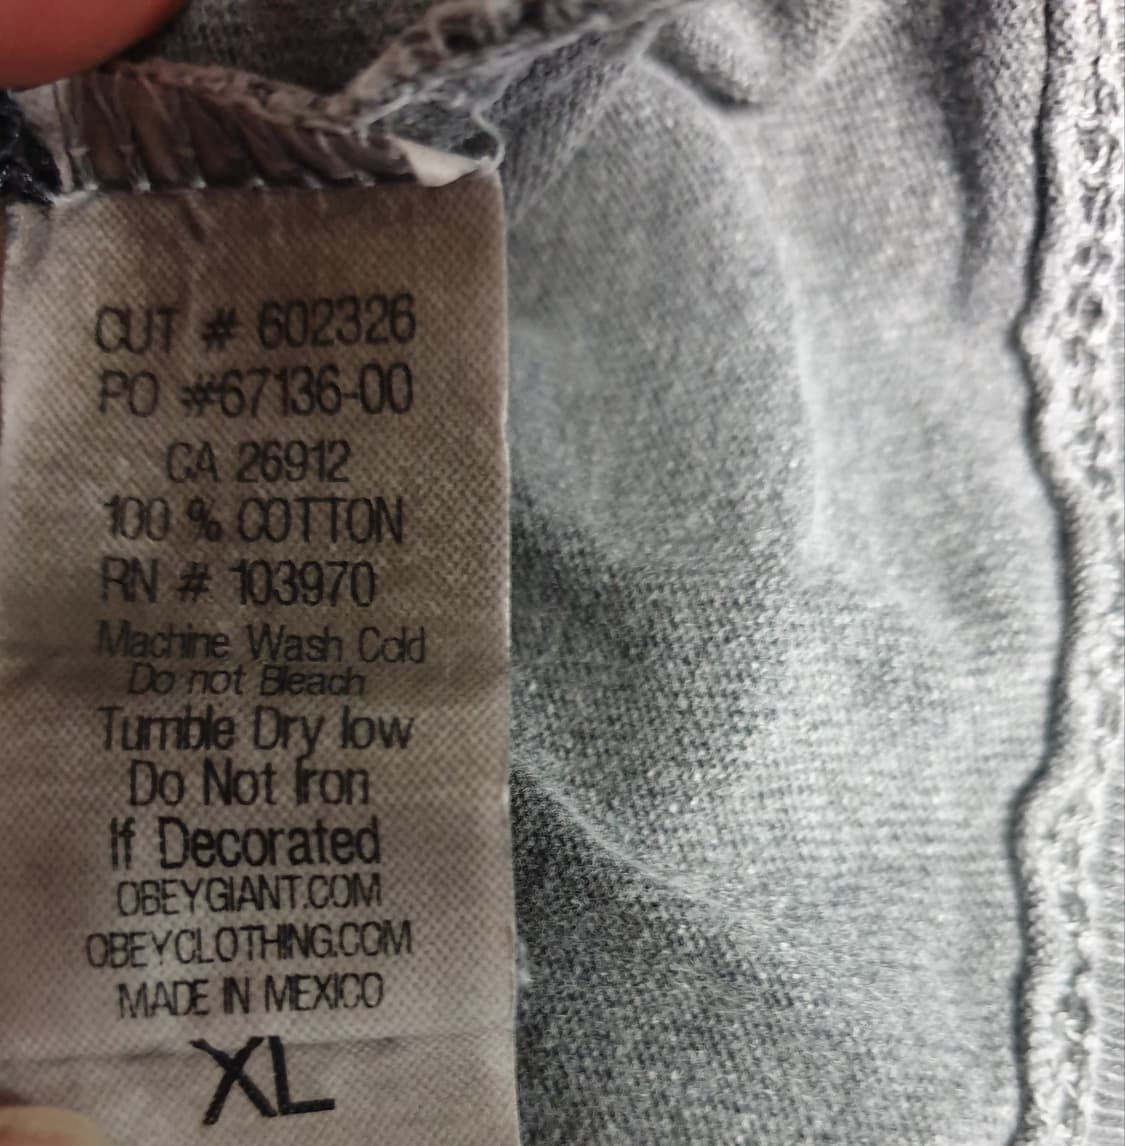 CUT # 602326
PO #67136-00
CA 26912
100 % COTTON
RN # 103970
Machine Wash Cold
Do not Bleach
Tumble Dry low
Do Not Iron
If Decorated
OBEYGIANT.COM
OBEYCLOTHING.COM
MADE IN MEXICO
XL